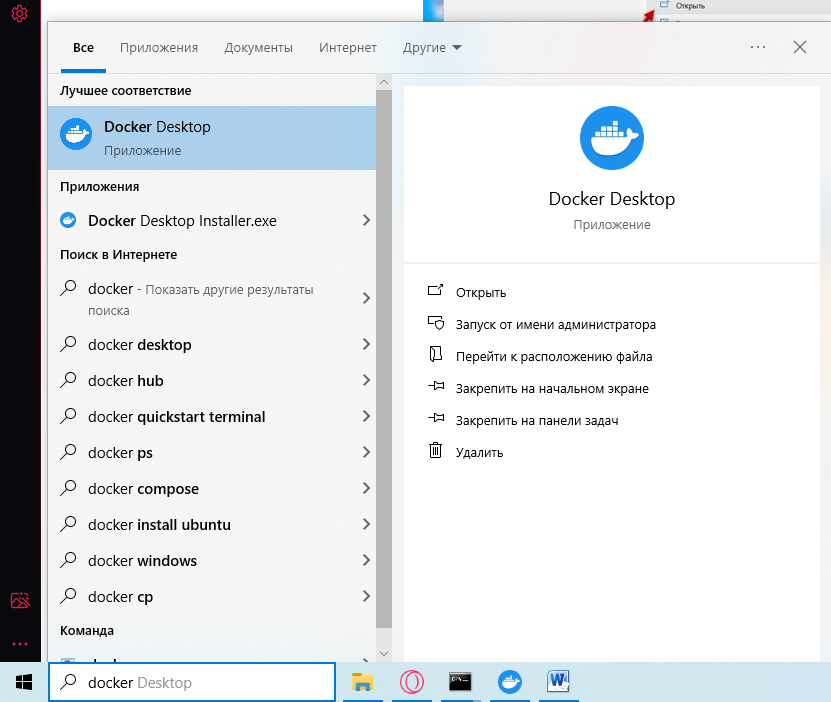 Открыть
Все Приложения Документы Интернет Другие
Лучшее соответствие
Docker Desktop
Приложение
Приложения
Docker Desktop Installer.exe
Поиск в Интернете
docker - Показать другие результаты
поиска
docker desktop
docker hub
docker quickstart terminal
docker ps
docker compose
docker install ubuntu
docker windows
docker cp
Команда
Docker Desktop
Приложение
Открыть
Запуск от имени администратора
Перейти к расположению файла
Закрепить на начальном экране
Закрепить на панели задач
Удалить
docker Desktop